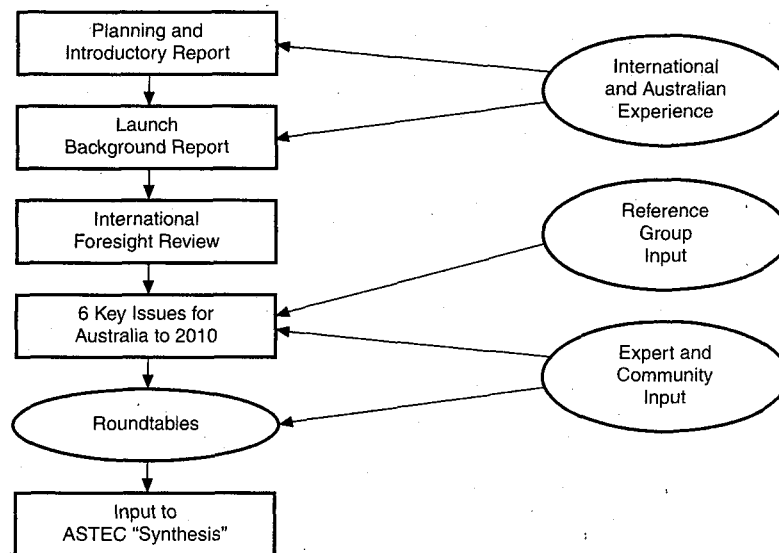 Planning and
Introductory Report
Launch
Background Report
International
Foresight Review
6 Key Issues for
Australia to 2010
Roundtables
Input to
ASTEC “Synthesis”
International
and Australian
Experience
Reference
Group
Input
Expert and
Community
Input